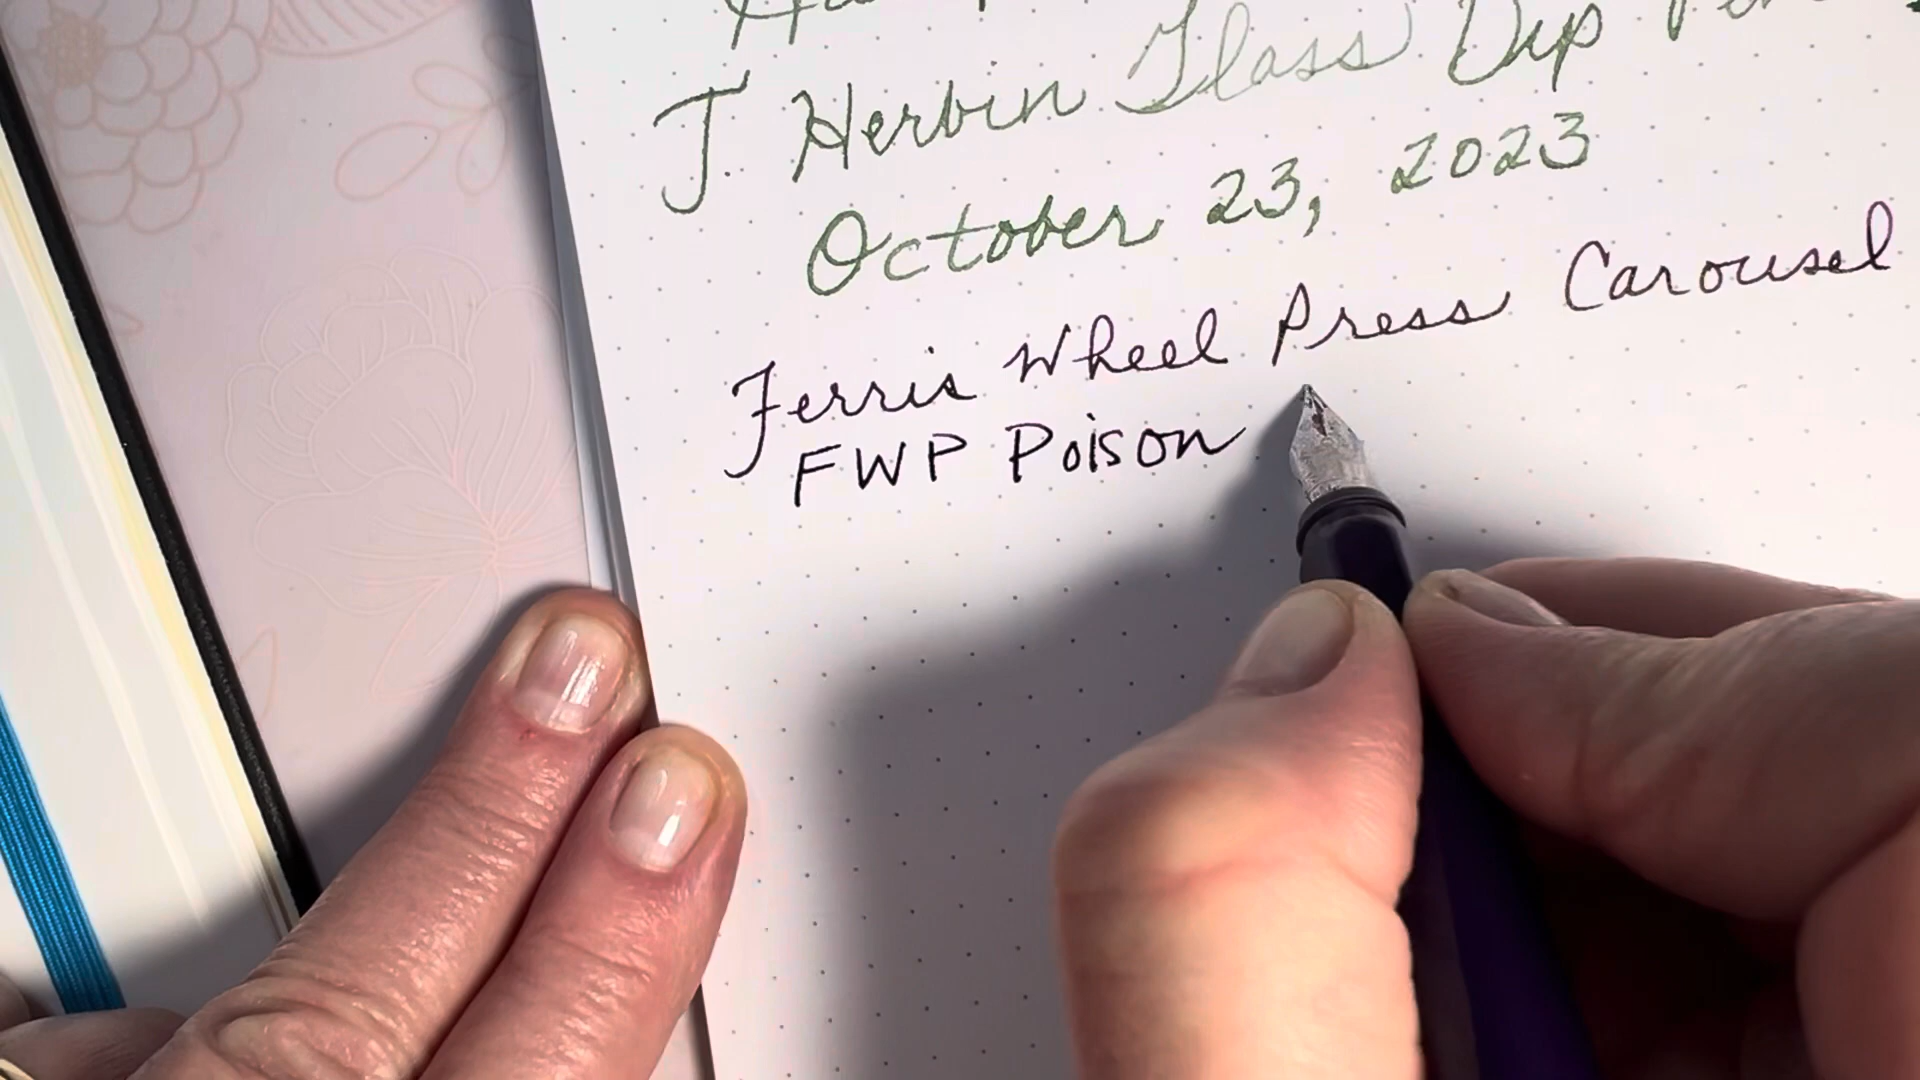 J Herbin Glass Dip Pen
October 23, 2023
Ferris Wheel Press Carousel
FWP Poison